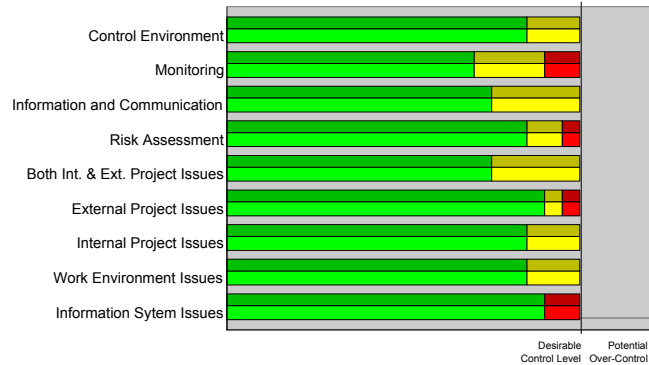 Control Environment
Monitoring
Information and Communication
Risk Assessment
Both Int. & Ext. Project Issues
External Project Issues
Internal Project Issues
Work Environment Issues
Information Sytem Issues
Desirable Potential
Control Level Over-Control